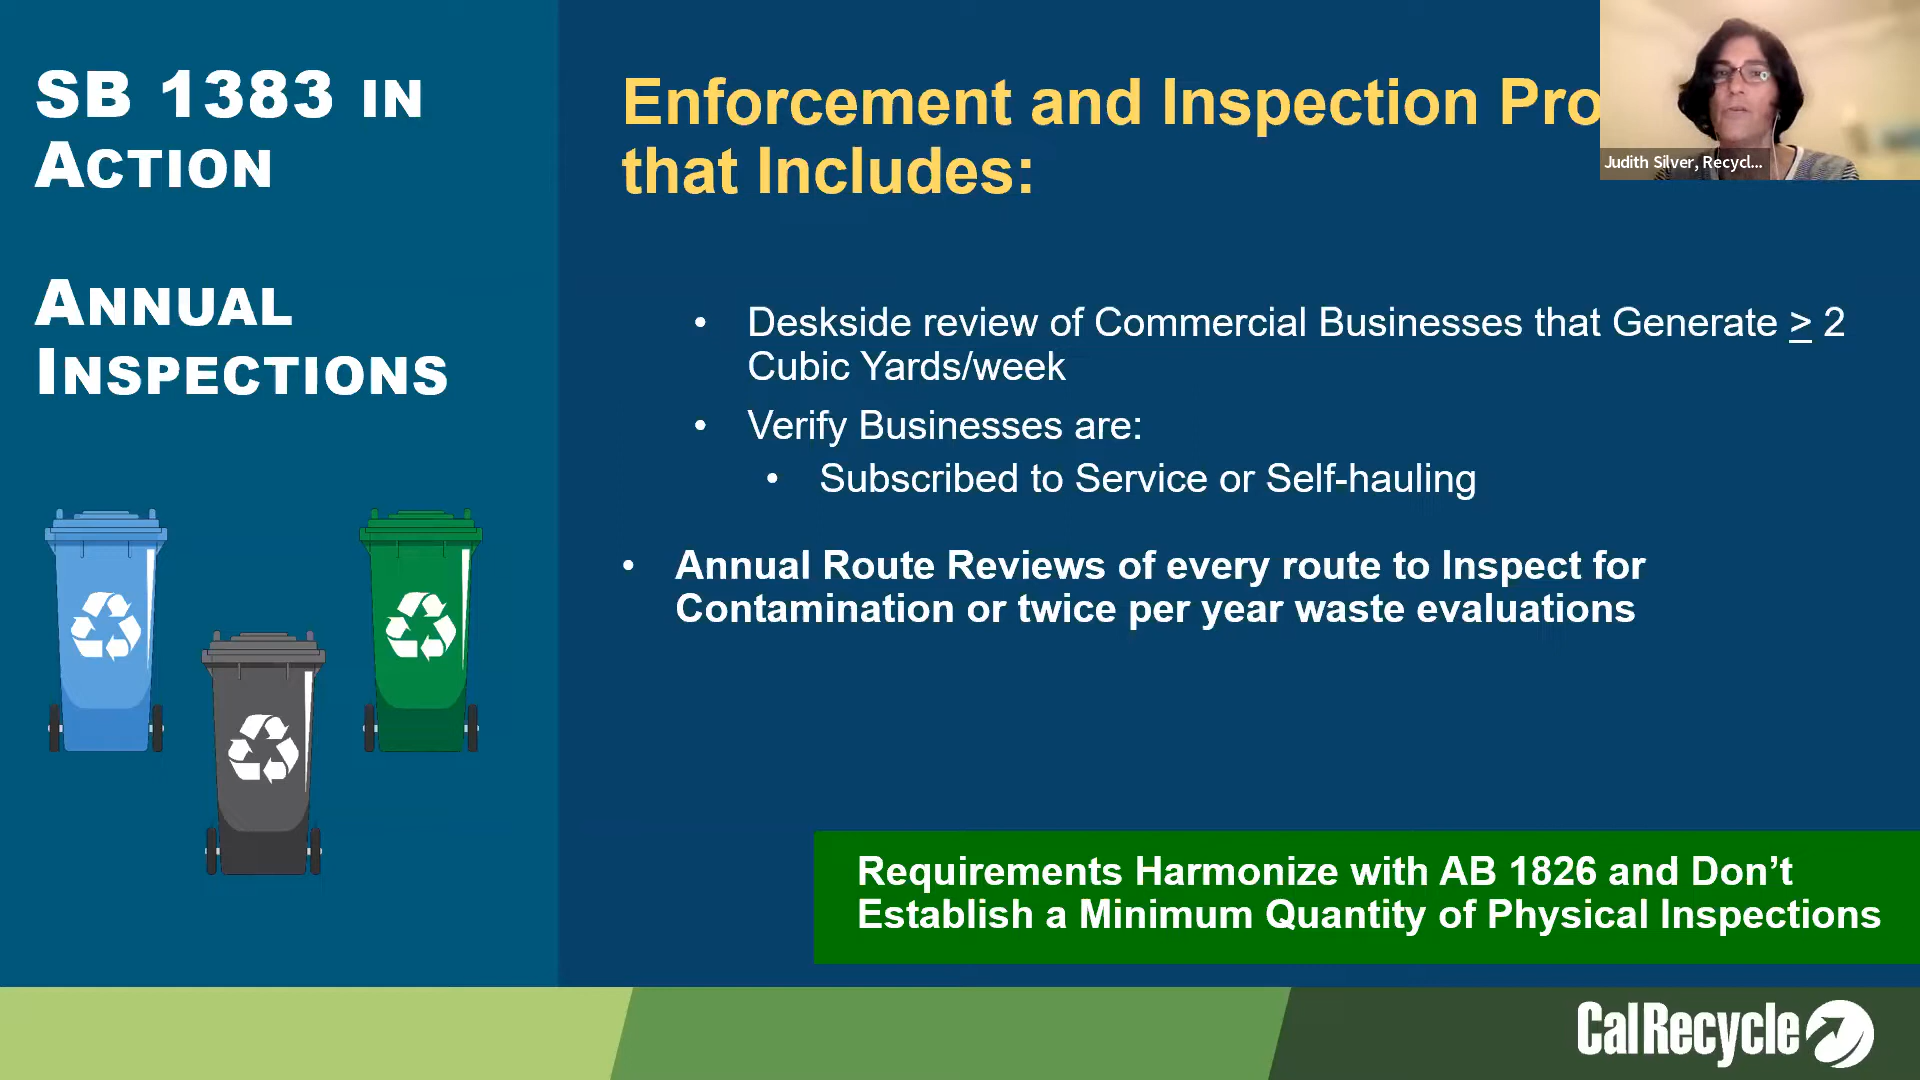 SB 1383 IN
ACTION
ANNUAL
INSPECTIONS
Enforcement and Inspection Pro
that Includes:
• Deskside review of Commercial Businesses that Generate ≥ 2
Cubic Yards/week
• Verify Businesses are:
• Subscribed to Service or Self-hauling
• Annual Route Reviews of every route to Inspect for
Contamination or twice per year waste evaluations
Requirements Harmonize with AB 1826 and Don’t
Establish a Minimum Quantity of Physical Inspections
Judith Silver, Recycl...
CalRecycle